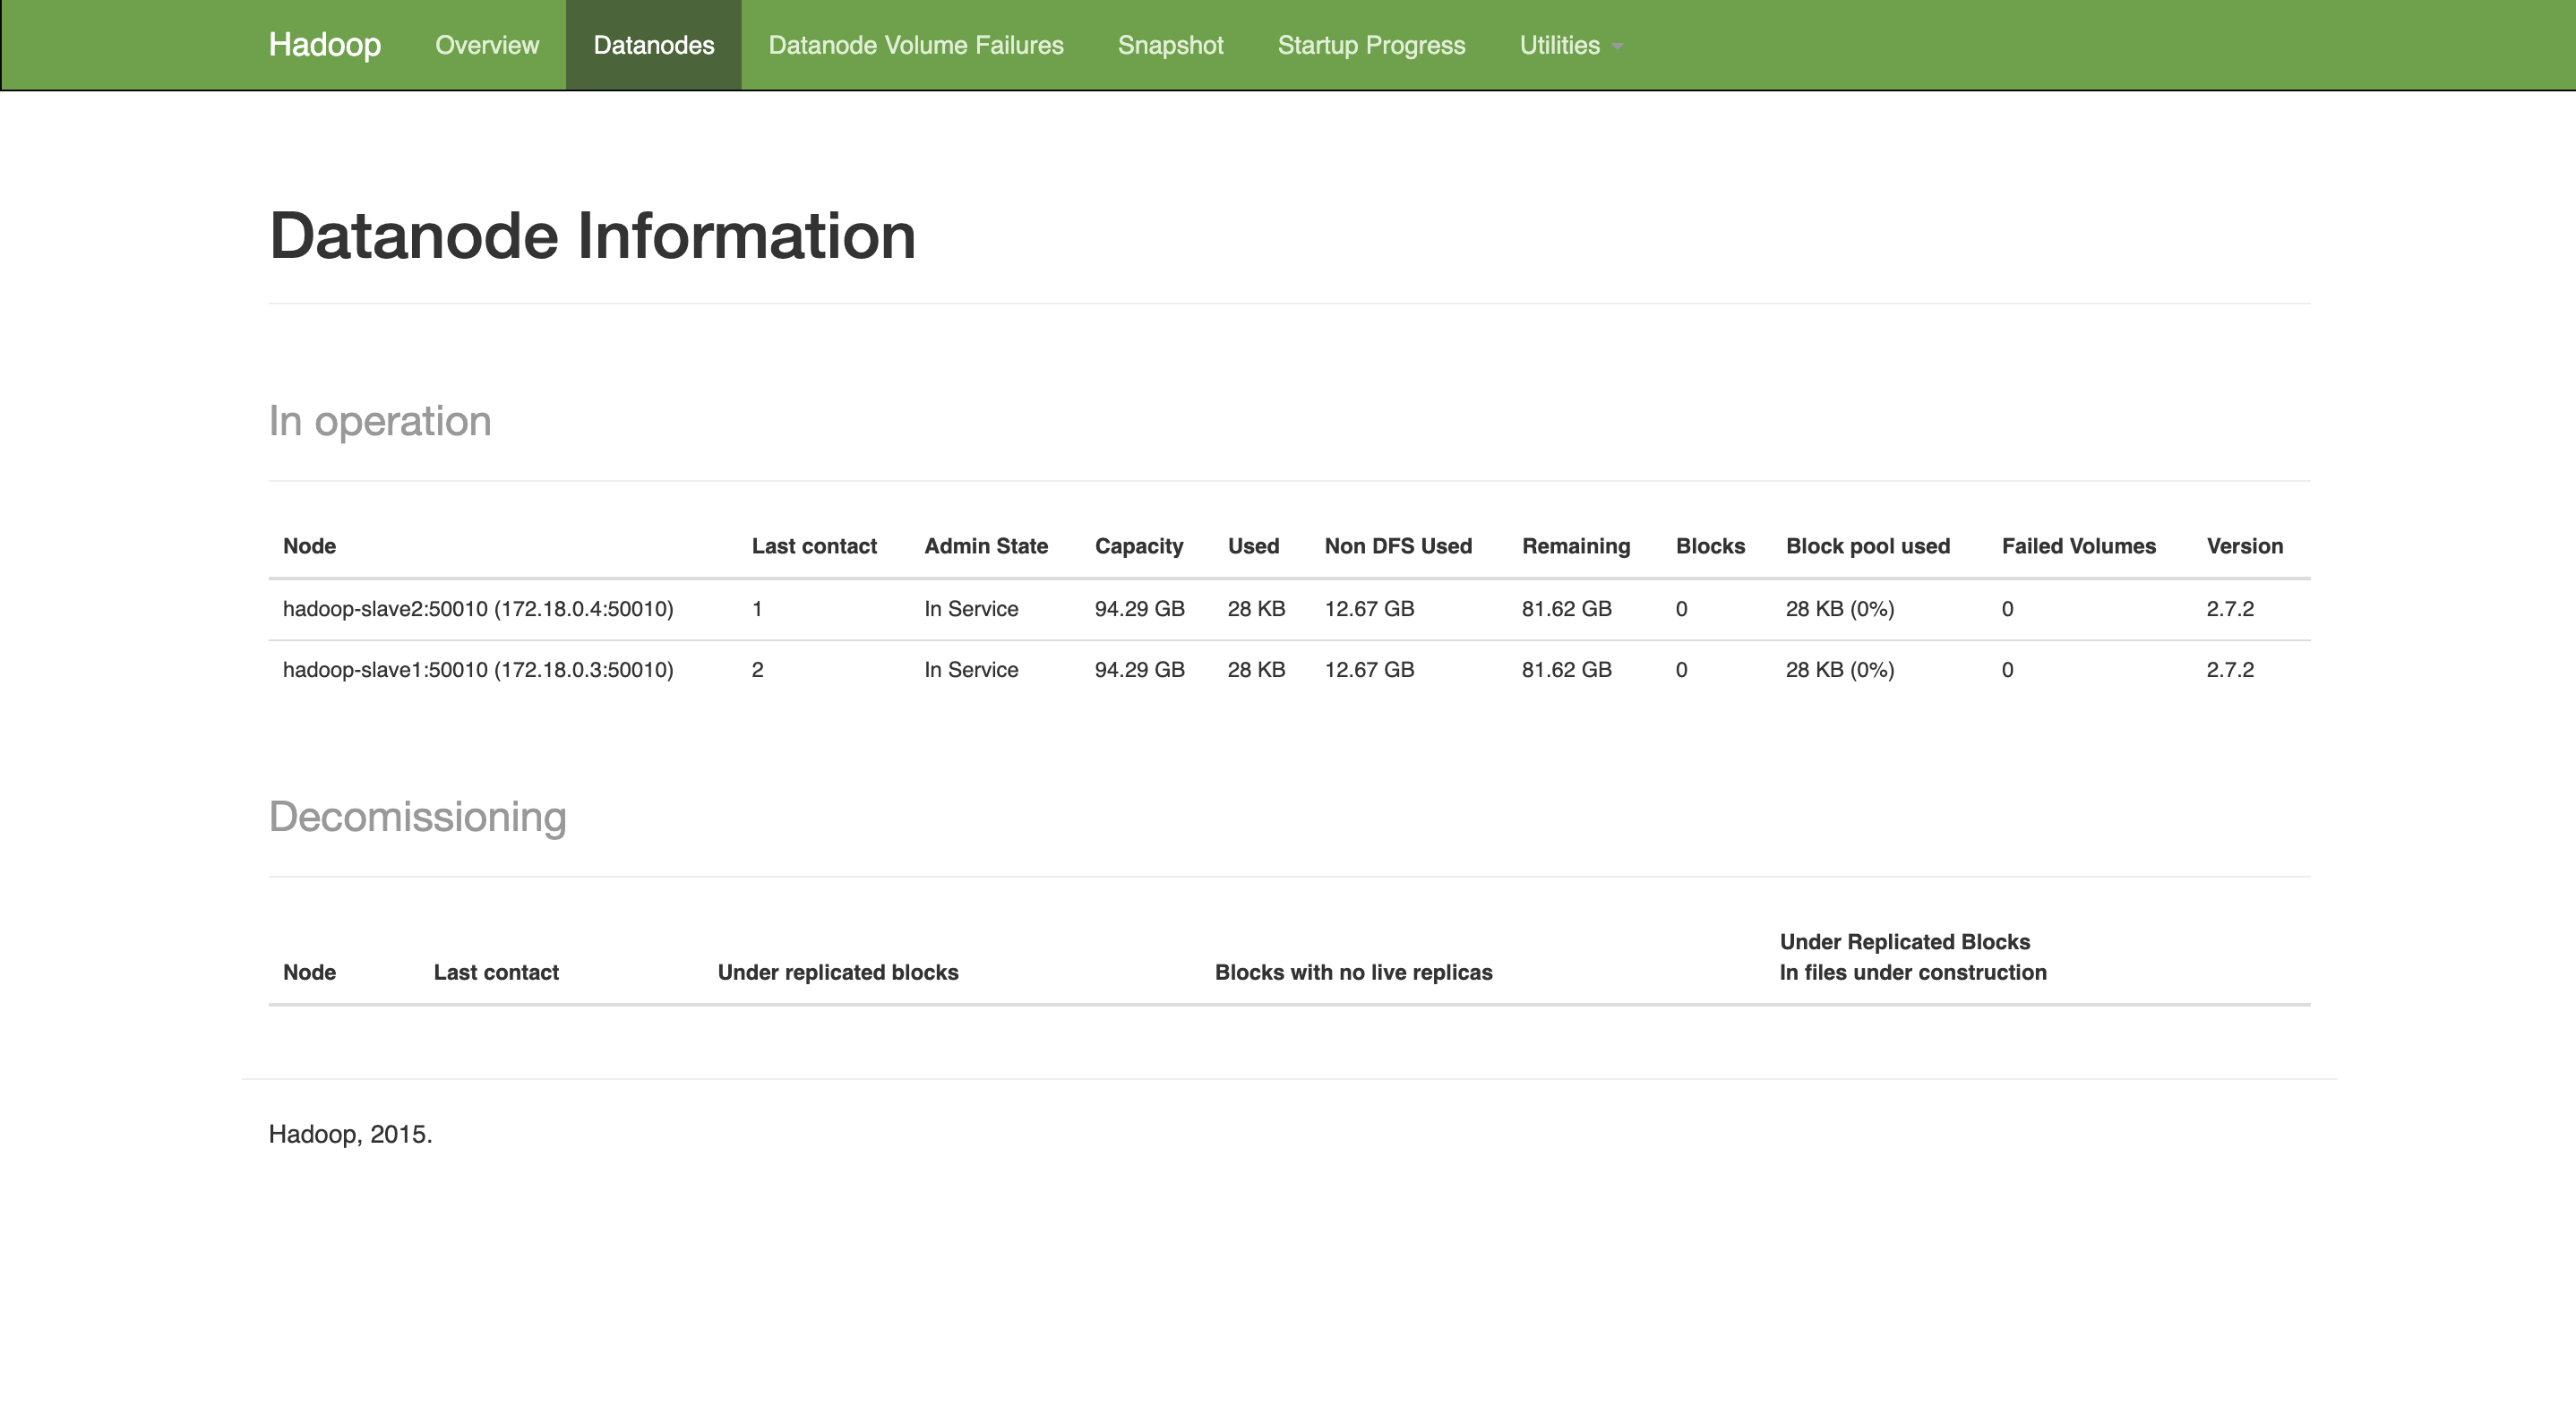 Hadoop Overview Datanodes Datanode Volume Failures Snapshot Startup Progress Utilities
Datanode Information
In operation
Node Last contact Admin State Capacity Used Non DFS Used Remaining Blocks Block pool used Failed Volumes Version
hadoop-slave2:50010 (172.18.0.4:50010) 1 In Service 94.29 GB 28 KB 12.67 GB 81.62 GB 0 28 KB (0%) 0 2.7.2
hadoop-slave1:50010 (172.18.0.3:50010) 2 In Service 94.29 GB 28 KB 12.67 GB 81.62 GB 0 28 KB (0%) 0 2.7.2
Decomissioning
Under Replicated Blocks
Node Last contact Under replicated blocks Blocks with no live replicas In files under construction
Hadoop, 2015.